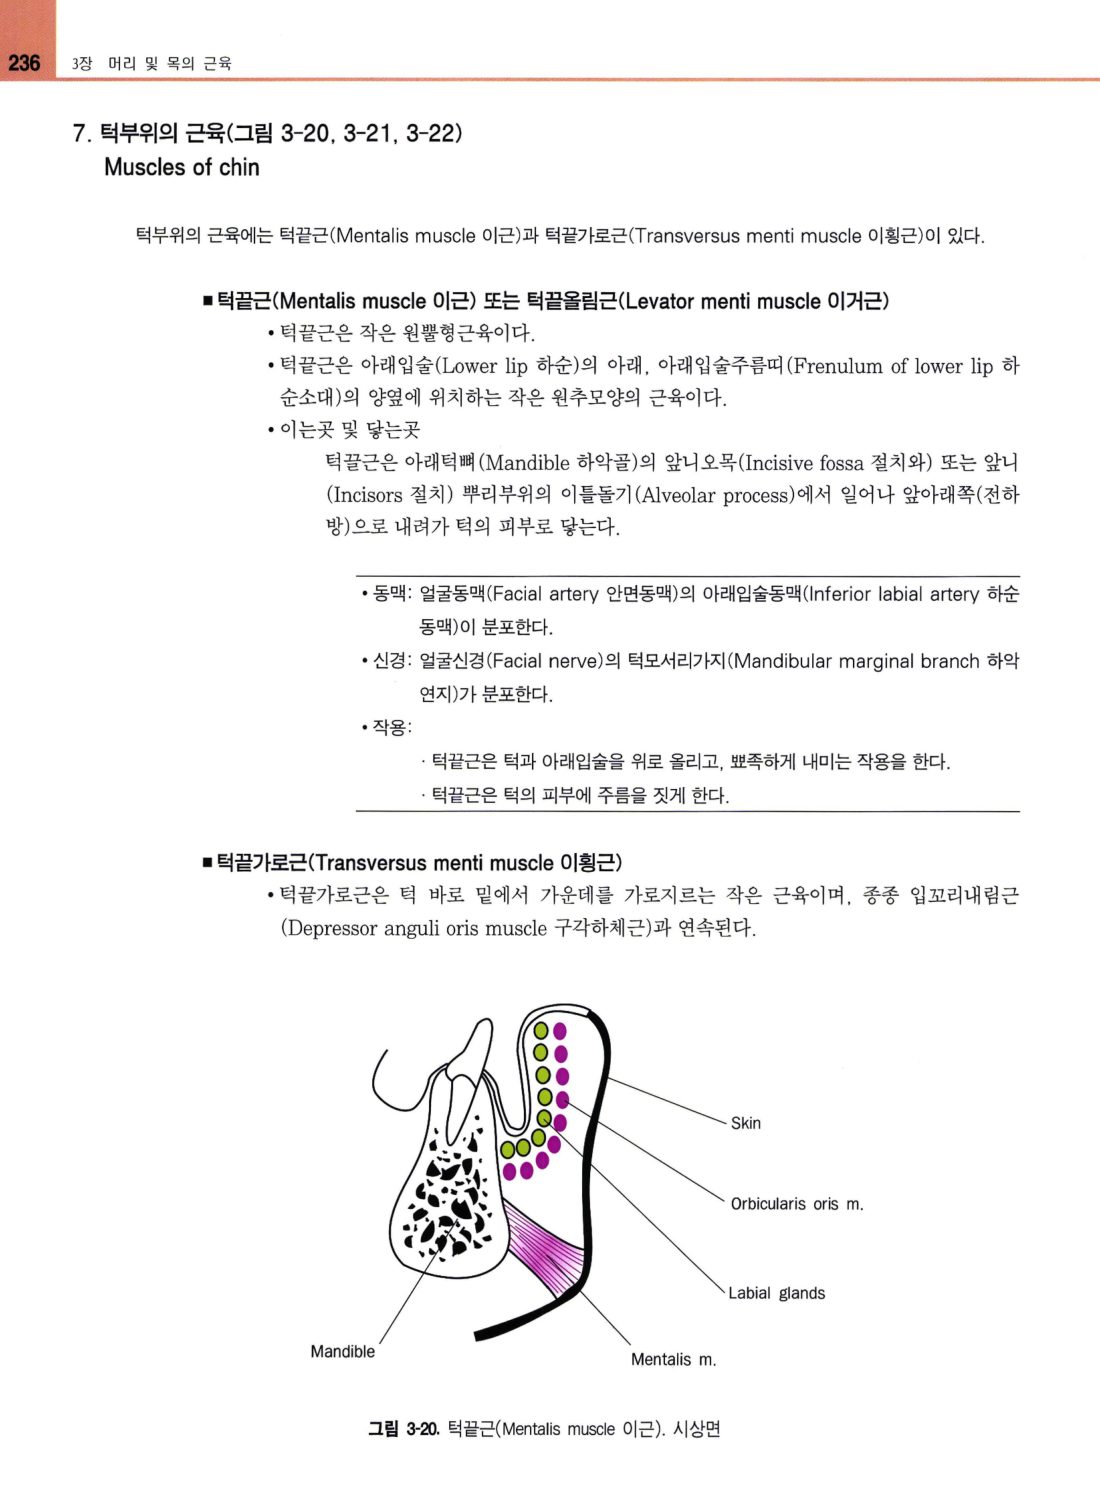 236 3장 머리 및 목의 근육
7. 턱부위의 근육(그림 3-20, 3-21, 3-22)
Muscles of chin
턱부위의 근육에는 턱끝근(Mentalis muscle 이근)과 턱끝가로근(Transversus menti muscle 이횡근)이 있다.
■ 턱끝근(Mentalis muscle 이근) 또는 턱끝올림근(Levator menti muscle 이거근)
• 턱끝근은 작은 원뿔형근육이다.
• 턱끝근은 아래입술(Lower lip 하순)의 아래, 아래입술주름띠(Frenulum of lower lip 하
순소대)의 양옆에 위치하는 작은 원추모양의 근육이다.
• 이는곳 및 닿는곳
턱끌근은 아래턱뼈(Mandible 하악골)의 앞니오목(Incisive fossa 절치와) 또는 앞니
(Incisors 절치) 뿌리부위의 이틀돌기(Alveolar process)에서 일어나 앞아래쪽(전하
방)으로 내려가 턱의 피부로 닿는다.
• 동맥: 얼굴동맥(Facial artery 안면동맥)의 아래입술동맥(Inferior labial artery 하순
동맥)이 분포한다.
• 신경: 얼굴신경(Facial nerve)의 턱모서리가지(Mandibular marginal branch 하악
연지)가 분포한다.
• 작용:
· 턱끝근은 턱과 아래입술을 위로 올리고, 뾰족하게 내미는 작용을 한다.
· 턱끝근은 턱의 피부에 주름을 짓게 한다.
■ 턱끝가로근(Transversus menti muscle 이횡근)
• 턱끝가로근은 턱 바로 밑에서 가운데를 가로지르는 작은 근육이며, 종종 입꼬리내림근
(Depressor anguli oris muscle 구각하체근)과 연속된다.
Skin
Orbicularis oris m.
Labial glands
Mandible
Mentalis m.
그림 3-20. 턱끝근(Mentalis muscle 이근). 시상면